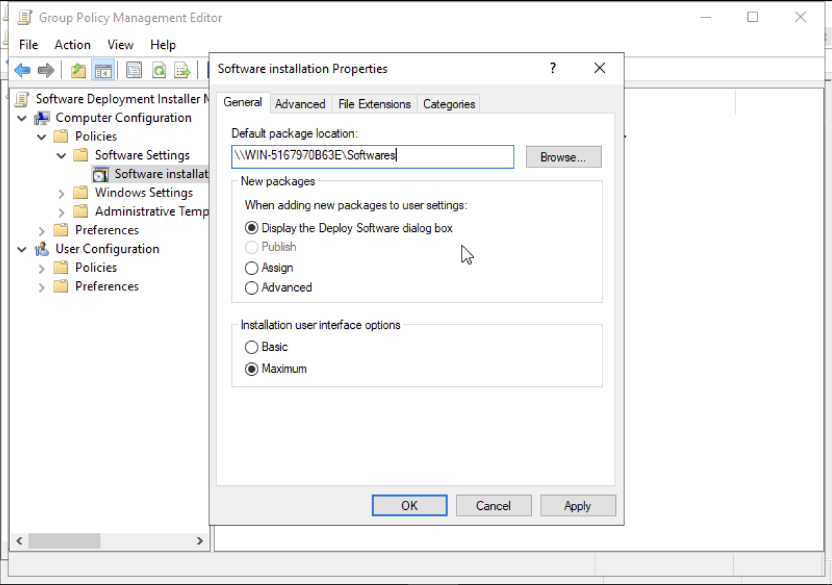 Group Policy Management Editor
File Action View Help
Software installation Properties
?
General Advanced File Extensions Categories
Software Deployment Installer
Computer Configuration
Policies
Software Settings
Software installat
Windows Settings
Administrative Temp
Preferences
User Configuration
Policies
Preferences
Default package location:
\\WIN-5167970B63E\Softwares
Browse...
New packages
When adding new packages to user settings:
Display the Deploy Software dialog box
Publish
Assign
Advanced
Installation user interface options
Basic
Maximum
OK Cancel Apply